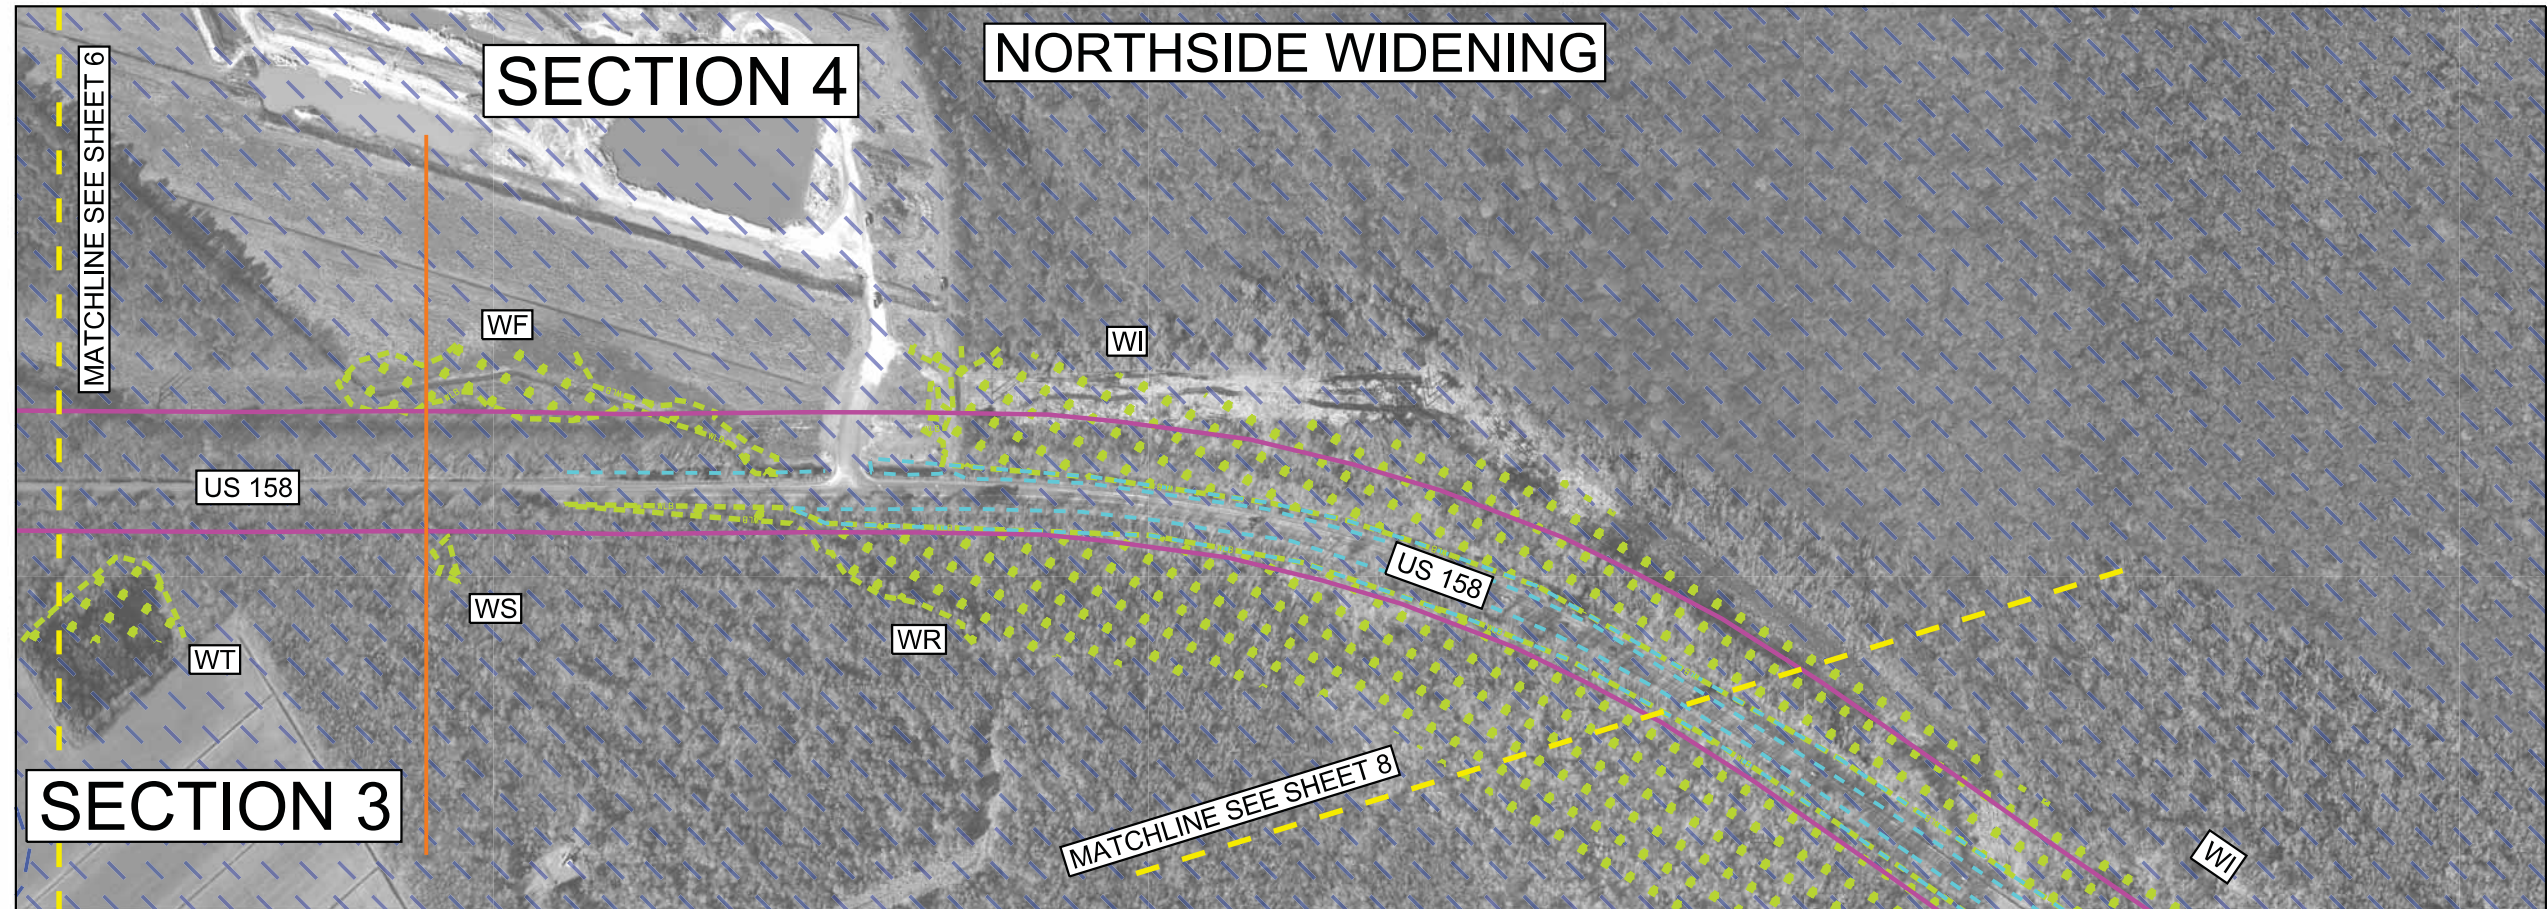 NORTHSIDE WIDENING
SECTION 4
MATCHLINE SEE SHEET 6
WF
WI
US 158
US 158
WS
WR
WT
MATCHLINE SEE SHEET 8
SECTION 3
WI